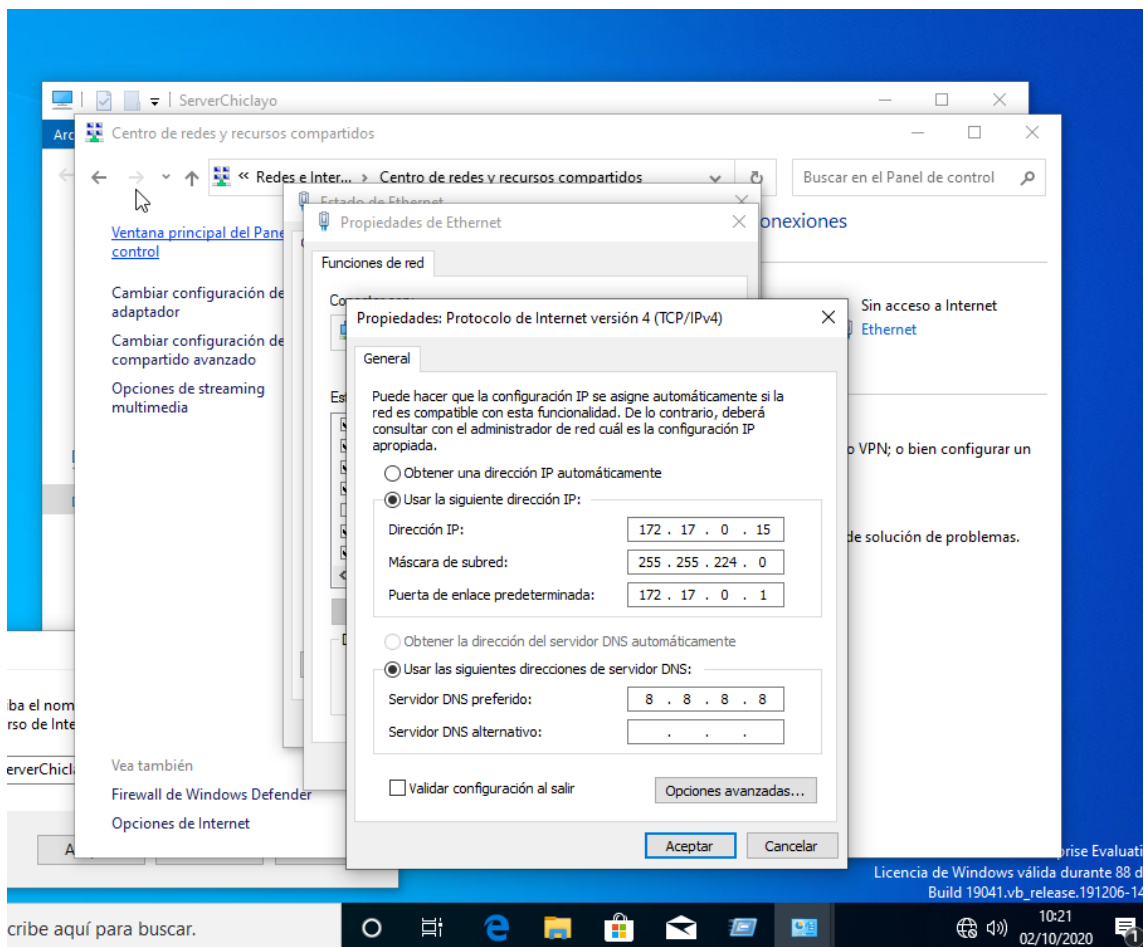 ServerChiclayo
Arc
Centro de redes y recursos compartidos
« Redes e Inter... > Centro de redes y recursos compartidos
Buscar en el Panel de control
Estado de Ethernet
Propiedades de Ethernet
onexiones
Ventana principal del Pane
control
Funciones de red
Cambiar configuración de
adaptador
Cambiar configuración de
compartido avanzado
Opciones de streaming
multimedia
Sin acceso a Internet
Ethernet
Propiedades: Protocolo de Internet versión 4 (TCP/IPv4)
General
Puede hacer que la configuración IP se asigne automáticamente si la
red es compatible con esta funcionalidad. De lo contrario, deberá
consultar con el administrador de red cuál es la configuración IP
apropiada.
Obtener una dirección IP automáticamente
Usar la siguiente dirección IP:
Dirección IP: 172 . 17 . 0 . 15
Máscara de subred: 255 . 255 . 224 . 0
Puerta de enlace predeterminada: 172 . 17 . 0 . 1
Obtener la dirección del servidor DNS automáticamente
Usar las siguientes direcciones de servidor DNS:
Servidor DNS preferido: 8 . 8 . 8 . 8
Servidor DNS alternativo: . . .
Validar configuración al salir
Opciones avanzadas...
Aceptar
Cancelar
o VPN; o bien configurar un
de solución de problemas.
iba el nom
rso de Inte
erverChicl
Vea también
Firewall de Windows Defender
Opciones de Internet
prise Evaluati
Licencia de Windows válida durante 88 d
Build 19041.vb_release.191206-14
cribe aquí para buscar.
10:21
02/10/2020